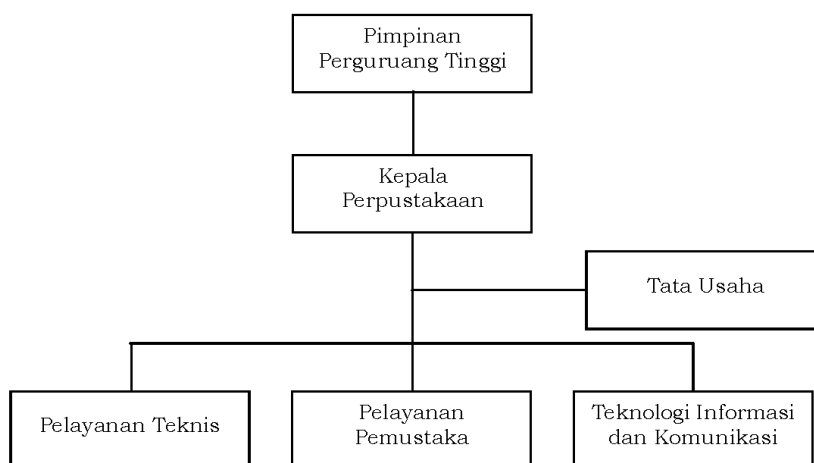 Pimpinan
Perguruang Tinggi
Kepala
Perpustakaan
Tata Usaha
Pelayanan Teknis
Pelayanan
Pemustaka
Teknologi Informasi
dan Komunikasi